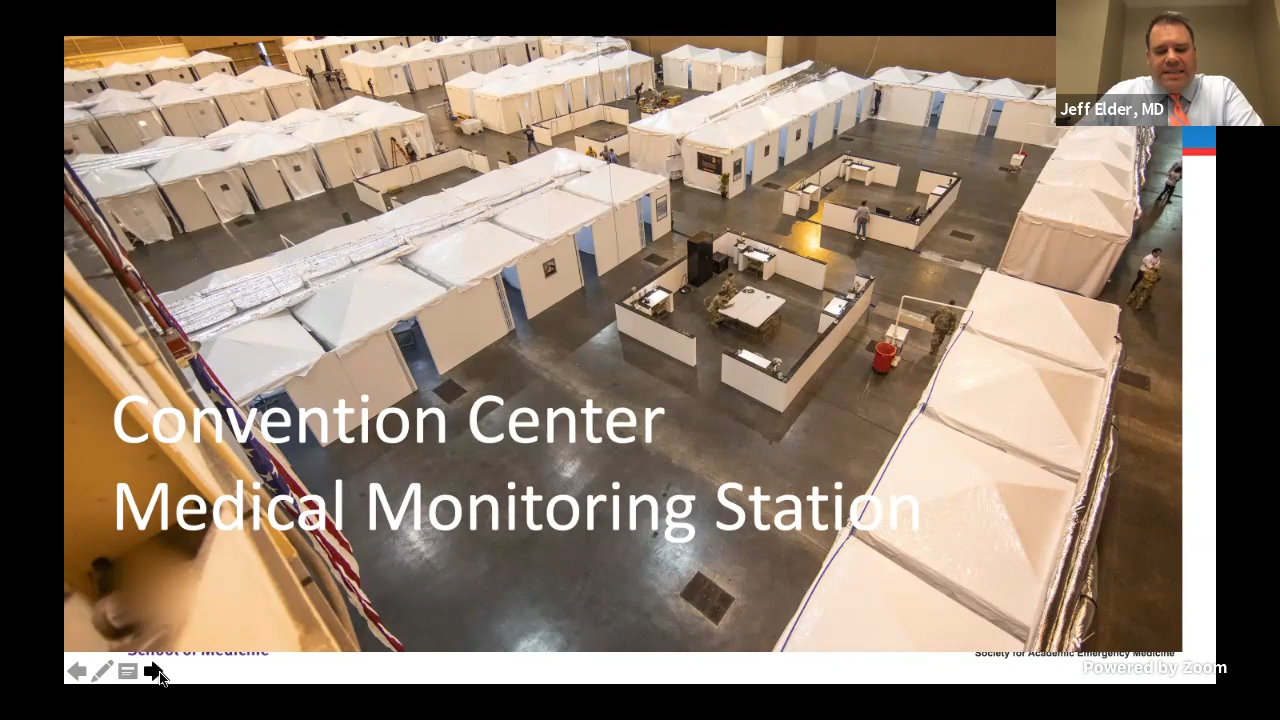 Jeff Elder, MD
Convention Center
Medical Monitoring Station
School of Medicine
Society for Academic Emergency Medicine
Powered by Zoom